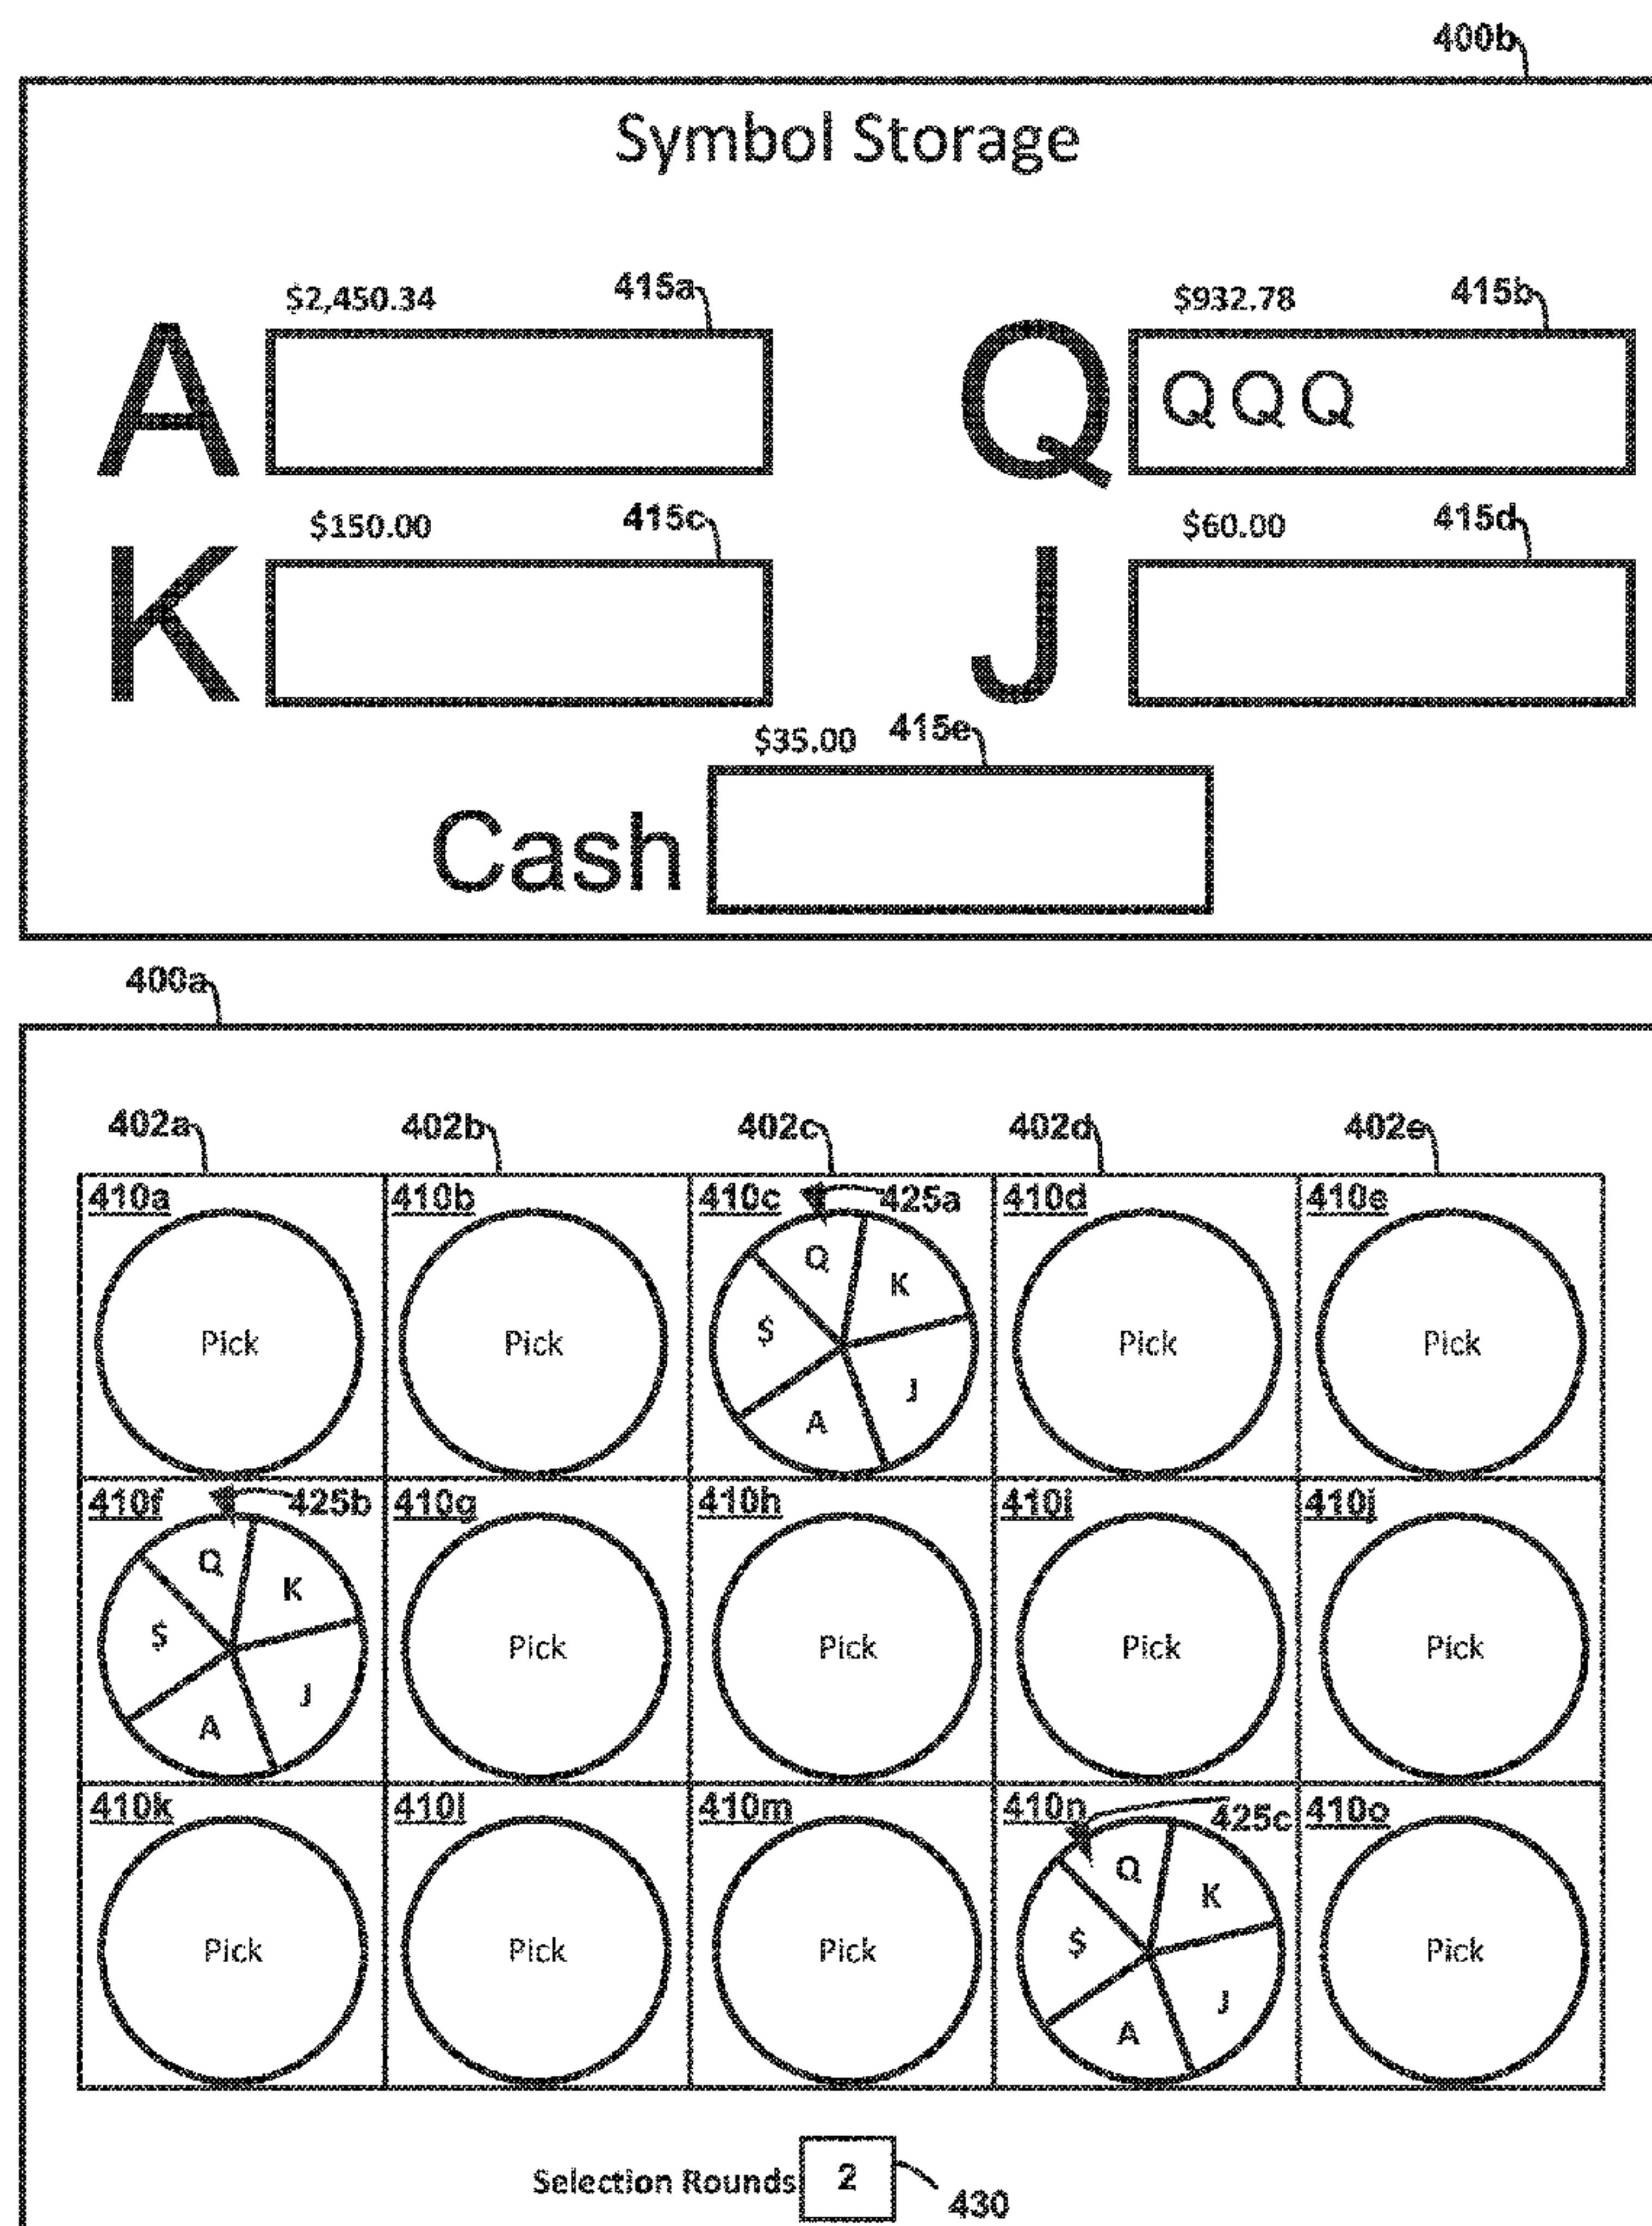 400b
Symbol Storage
$2,450.34 415a $932.78 415b
A Q Q Q Q
$150.00 415c $60.00 415d
K J
$35.00 415e
Cash
400a
402a 402b 402c 402d 402e
410a 410b 410c 425a 410d 410e
Q K
Pick Pick $ Pick Pick
J
A
410f 425b 410g 410h 410i 410j
Q K
$ Pick Pick Pick Pick
J
A
410k 410l 410m 410n 425c 410o
Q K
Pick Pick Pick $ Pick
J
A
Selection Rounds 2
430